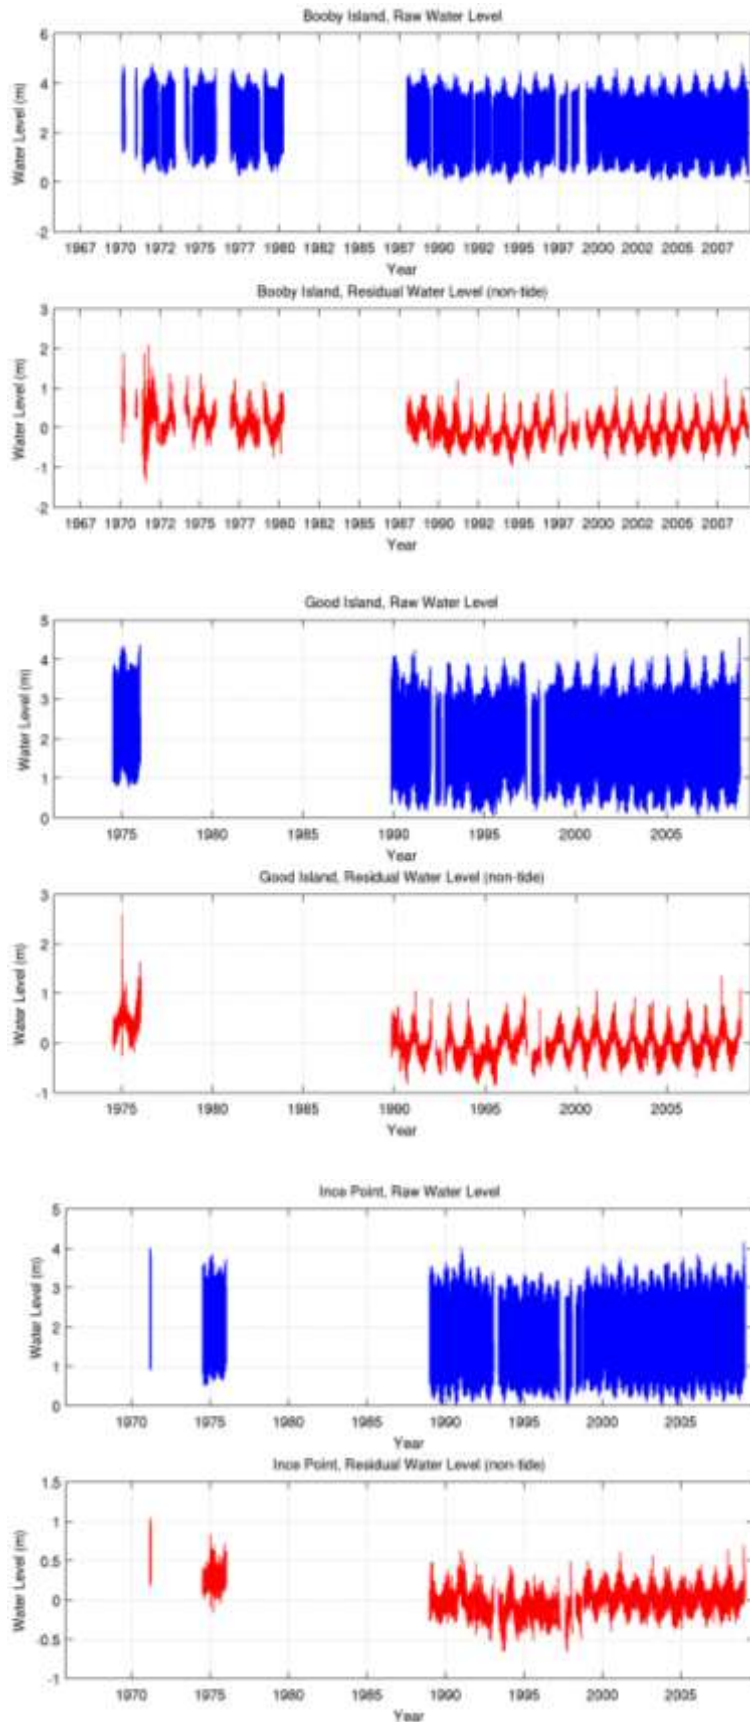 Booby Island, Raw Water Level
6
4
2
0
-2
Water Level (m)
1967 1970 1972 1975 1977 1980 1982 1985 1987 1990 1992 1995 1997 2000 2002 2005 2007
Year
Booby Island, Residual Water Level (non-tide)
3
2
1
0
-1
-2
Water Level (m)
1967 1970 1972 1975 1977 1980 1982 1985 1987 1990 1992 1995 1997 2000 2002 2005 2007
Year
Good Island, Raw Water Level
5
4
3
2
1
0
Water Level (m)
1975 1980 1985 1990 1995 2000 2005
Year
Good Island, Residual Water Level (non-tide)
3
2
1
0
-1
Water Level (m)
1975 1980 1985 1990 1995 2000 2005
Year
Ince Point, Raw Water Level
5
4
3
2
1
0
Water Level (m)
1970 1975 1980 1985 1990 1995 2000 2005
Year
Ince Point, Residual Water Level (non-tide)
1.5
1
0.5
0
-0.5
-1
Water Level (m)
1970 1975 1980 1985 1990 1995 2000 2005
Year